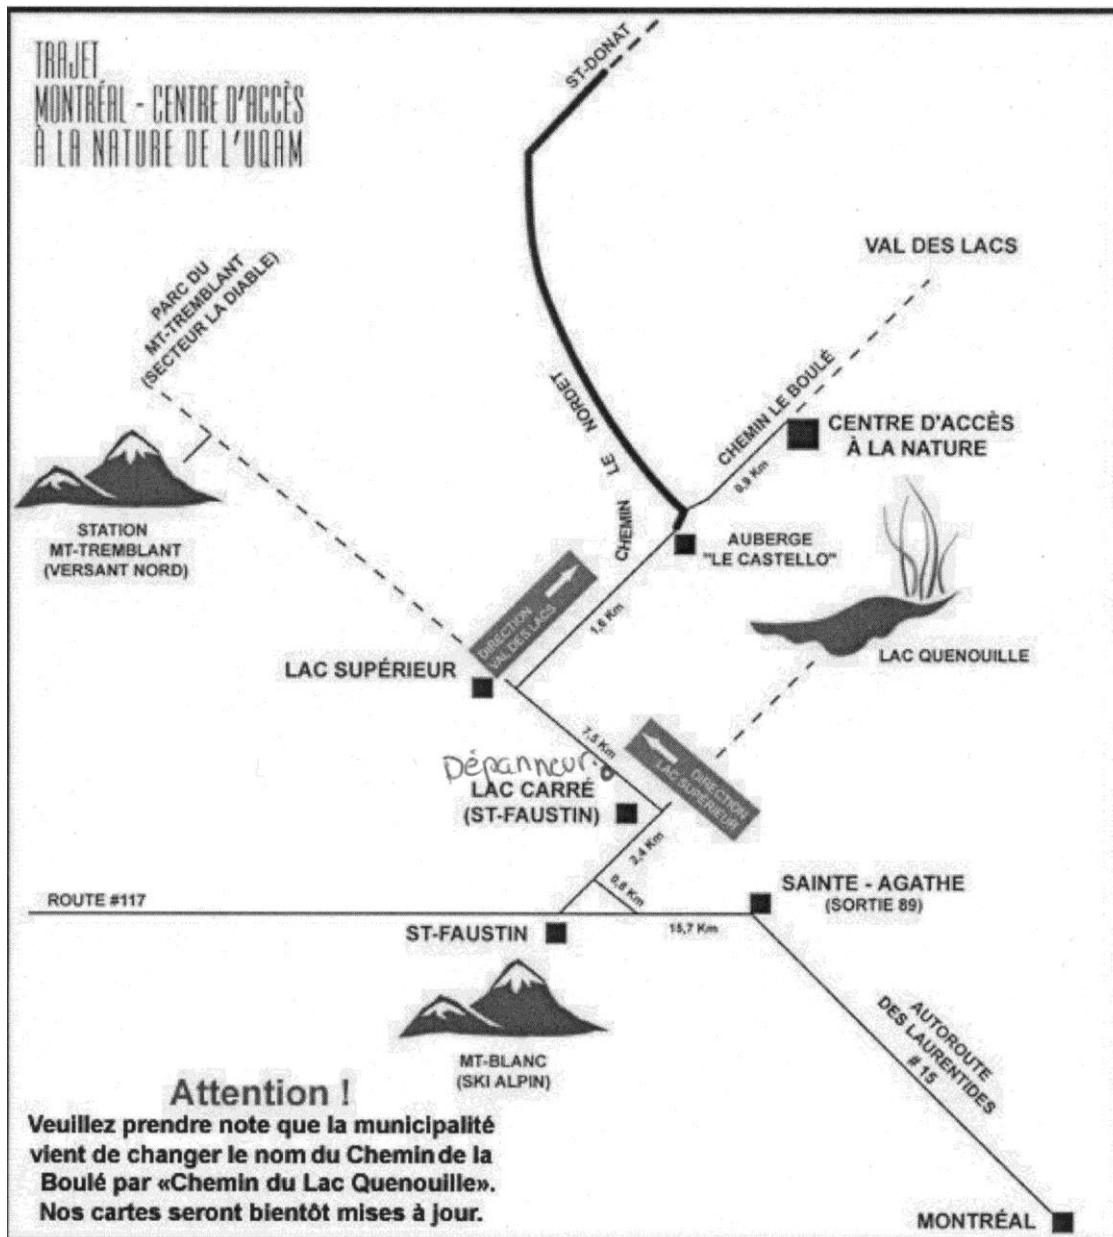 TRAJET
MONTRÉAL - CENTRE D'ACCÈS
À LA NATURE DE L'UQAM
ST-DONAT
VAL DES LACS
PARC DU
MT-TREMBLANT
(SECTEUR LA DIABLE)
CHEMIN LE NORDET
CHEMIN LE BOULÉ
0,9 Km
CENTRE D'ACCÈS
À LA NATURE
STATION
MT-TREMBLANT
(VERSANT NORD)
AUBERGE
"LE CASTELLO"
DIRECTION
VAL DES LACS
1,6 Km
LAC QUENOUILLE
LAC SUPÉRIEUR
7,5 Km
Dépanneur
LAC CARRÉ
(ST-FAUSTIN)
DIRECTION
LAC SUPÉRIEUR
2,4 Km
0,8 Km
SAINTE - AGATHE
(SORTIE 89)
ROUTE #117
15,7 Km
ST-FAUSTIN
MT-BLANC
(SKI ALPIN)
AUTOROUTE
DES LAURENTIDES
# 15
Attention !
Veuillez prendre note que la municipalité
vient de changer le nom du Chemin de la
Boulé par «Chemin du Lac Quenouille».
Nos cartes seront bientôt mises à jour.
MONTRÉAL